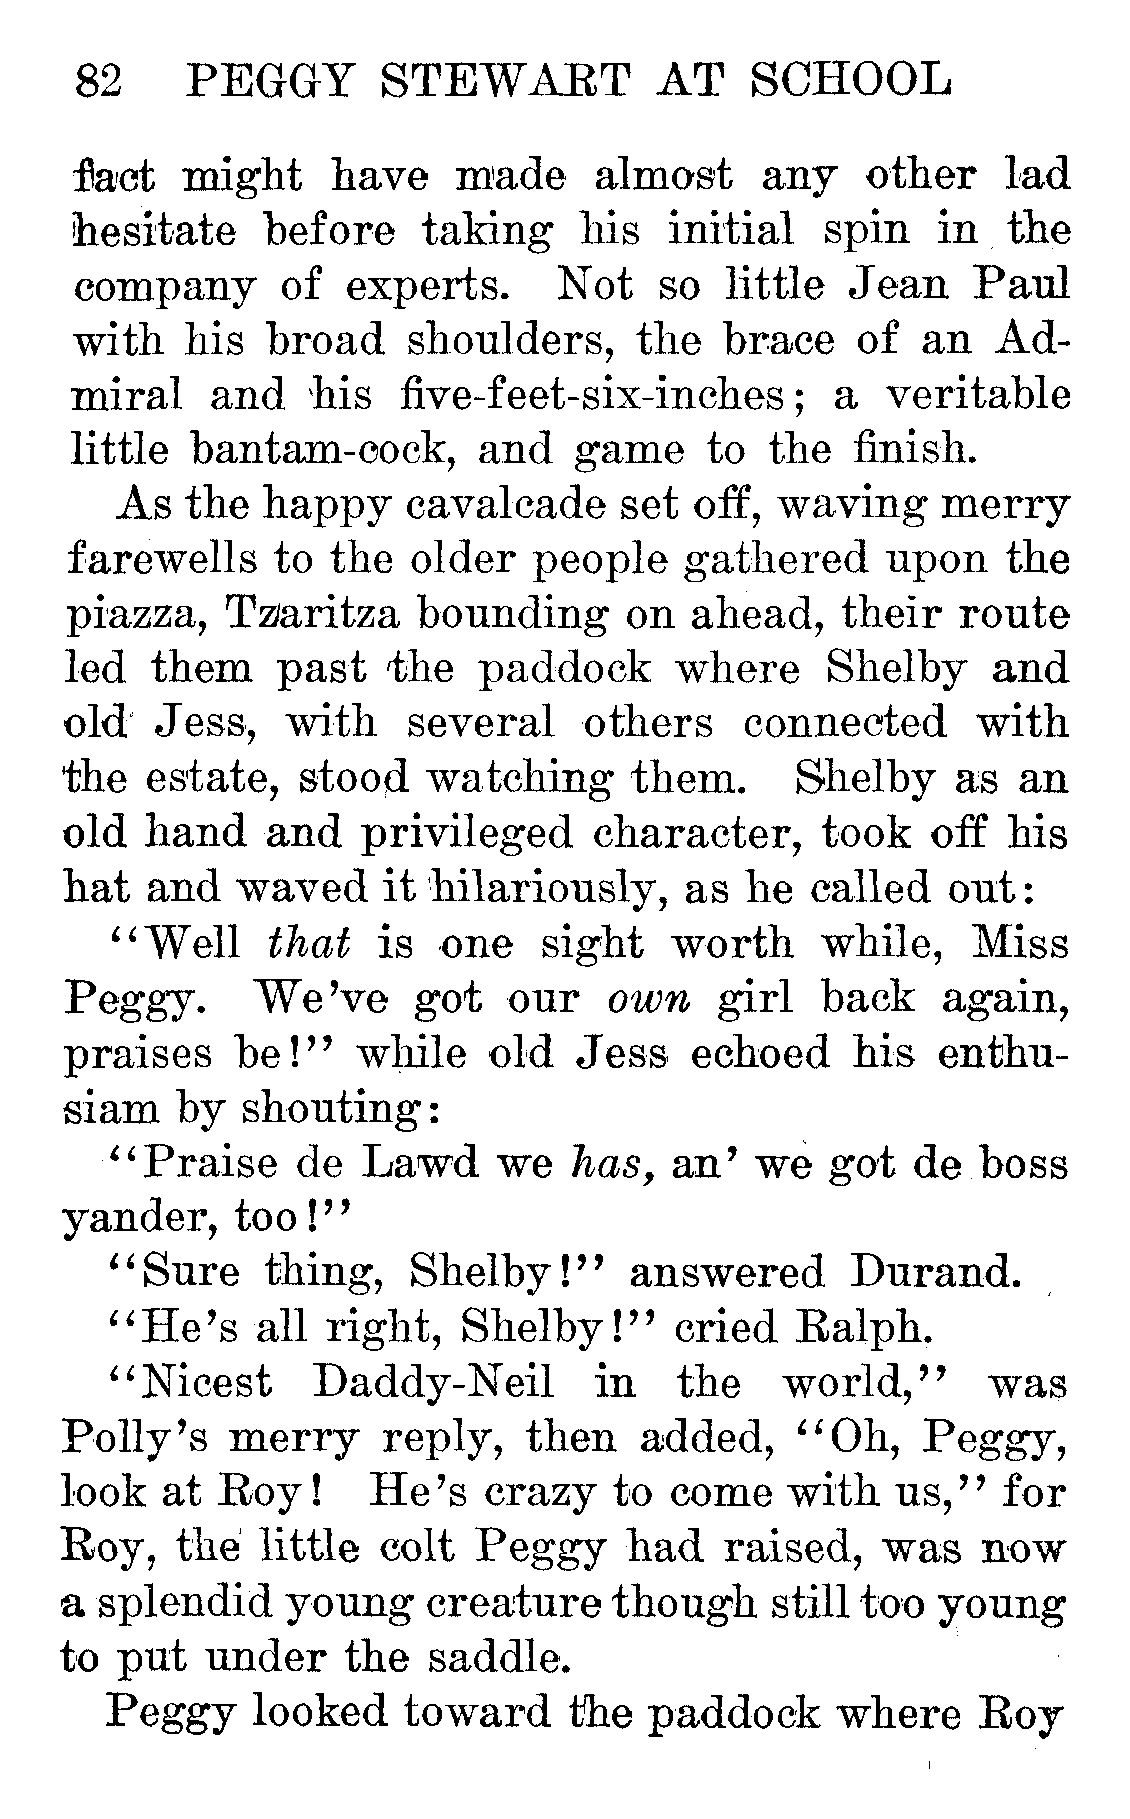 82 PEGGY STEWART AT SCHOOL
fact might have made almost any other lad
hesitate before taking his initial spin in the
company of experts. Not so little Jean Paul
with his broad shoulders, the brace of an Ad-
miral and his five-feet-six-inches; a veritable
little bantam-cock, and game to the finish.
As the happy cavalcade set off, waving merry
farewells to the older people gathered upon the
piazza, Tzaritza bounding on ahead, their route
led them past the paddock where Shelby and
old Jess, with several others connected with
the estate, stood watching them. Shelby as an
old hand and privileged character, took off his
hat and waved it hilariously, as he called out:
"Well that is one sight worth while, Miss
Peggy. We've got our own girl back again,
praises be!" while old Jess echoed his enthu-
siam by shouting:
"Praise de Lawd we has, an' we got de boss
yander, too!"
"Sure thing, Shelby!" answered Durand.
"He's all right, Shelby!" cried Ralph.
"Nicest Daddy-Neil in the world," was
Polly's merry reply, then added, "Oh, Peggy,
look at Roy! He's crazy to come with us," for
Roy, the little colt Peggy had raised, was now
a splendid young creature though still too young
to put under the saddle.
Peggy looked toward the paddock where Roy